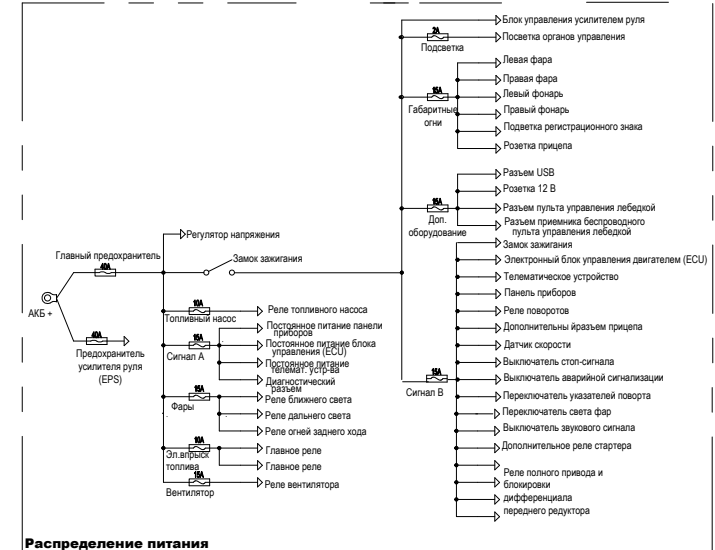 Блок управления усилителем руля
2А
Посветка органов управления
Подсветка
Левая фара
Правая фара
15А
Левый фонарь
Габаритные
огни
Правый фонарь
Подветка регистрационного знака
Розетка прицепа
Разъем USB
Розетка 12 В
15А
Разъем пульта управления лебедкой
Доп.
оборудование
Разъем приемника беспроводного
пульта управления лебедкой
Регулятор напряжения
Замок зажигания
Главный предохранитель
40А
Замок зажигания
Электронный блок управления двигателем (ECU)
Телематическое устройство
Панель приборов
Реле поворотов
Дополнительны йразъем прицепа
Датчик скорости
Выключатель стоп-сигнала
15А
Сигнал В
Выключатель аварийной сигнализации
Переключатель указателей поворта
Переключатель света фар
Выключатель звукового сигнала
Дополнительное реле стартера
Реле полного привода и
блокировки
дифференциала
переднего редуктора
АКБ +
40А
Предохранитель
усилителя руля
(EPS)
10А
Топливный насос
Реле топливного насоса
15А
Сигнал А
Постоянное питание панели
приборов
Постоянное питание блока
управления (ECU)
Постоянное питание
телемат. устр-ва
Диагностический
разъем
15А
Фары
Реле ближнего света
Реле дальнего света
Реле огней заднего хода
10А
Эл.впрыск
топлива
Главное реле
Главное реле
15А
Вентилятор
Реле вентилятора
Распределение питания